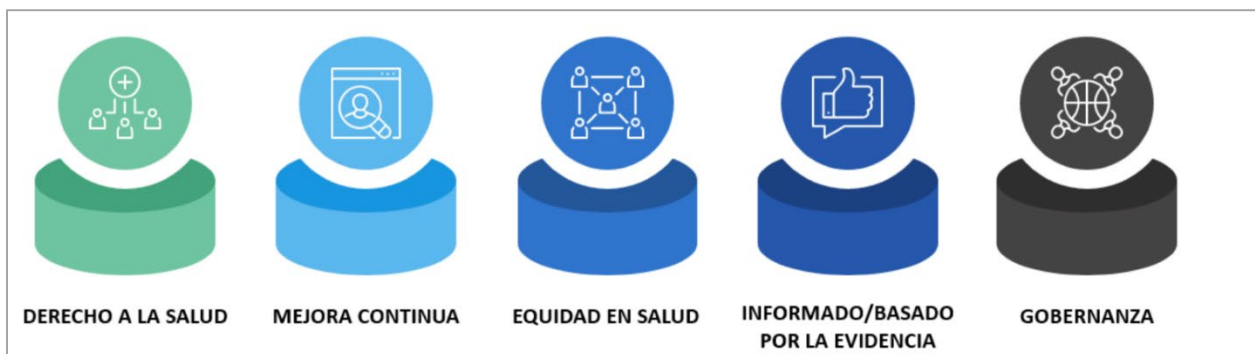 DERECHO A LA SALUD
MEJORA CONTINUA
EQUIDAD EN SALUD
INFORMADO/BASADO
POR LA EVIDENCIA
GOBERNANZA